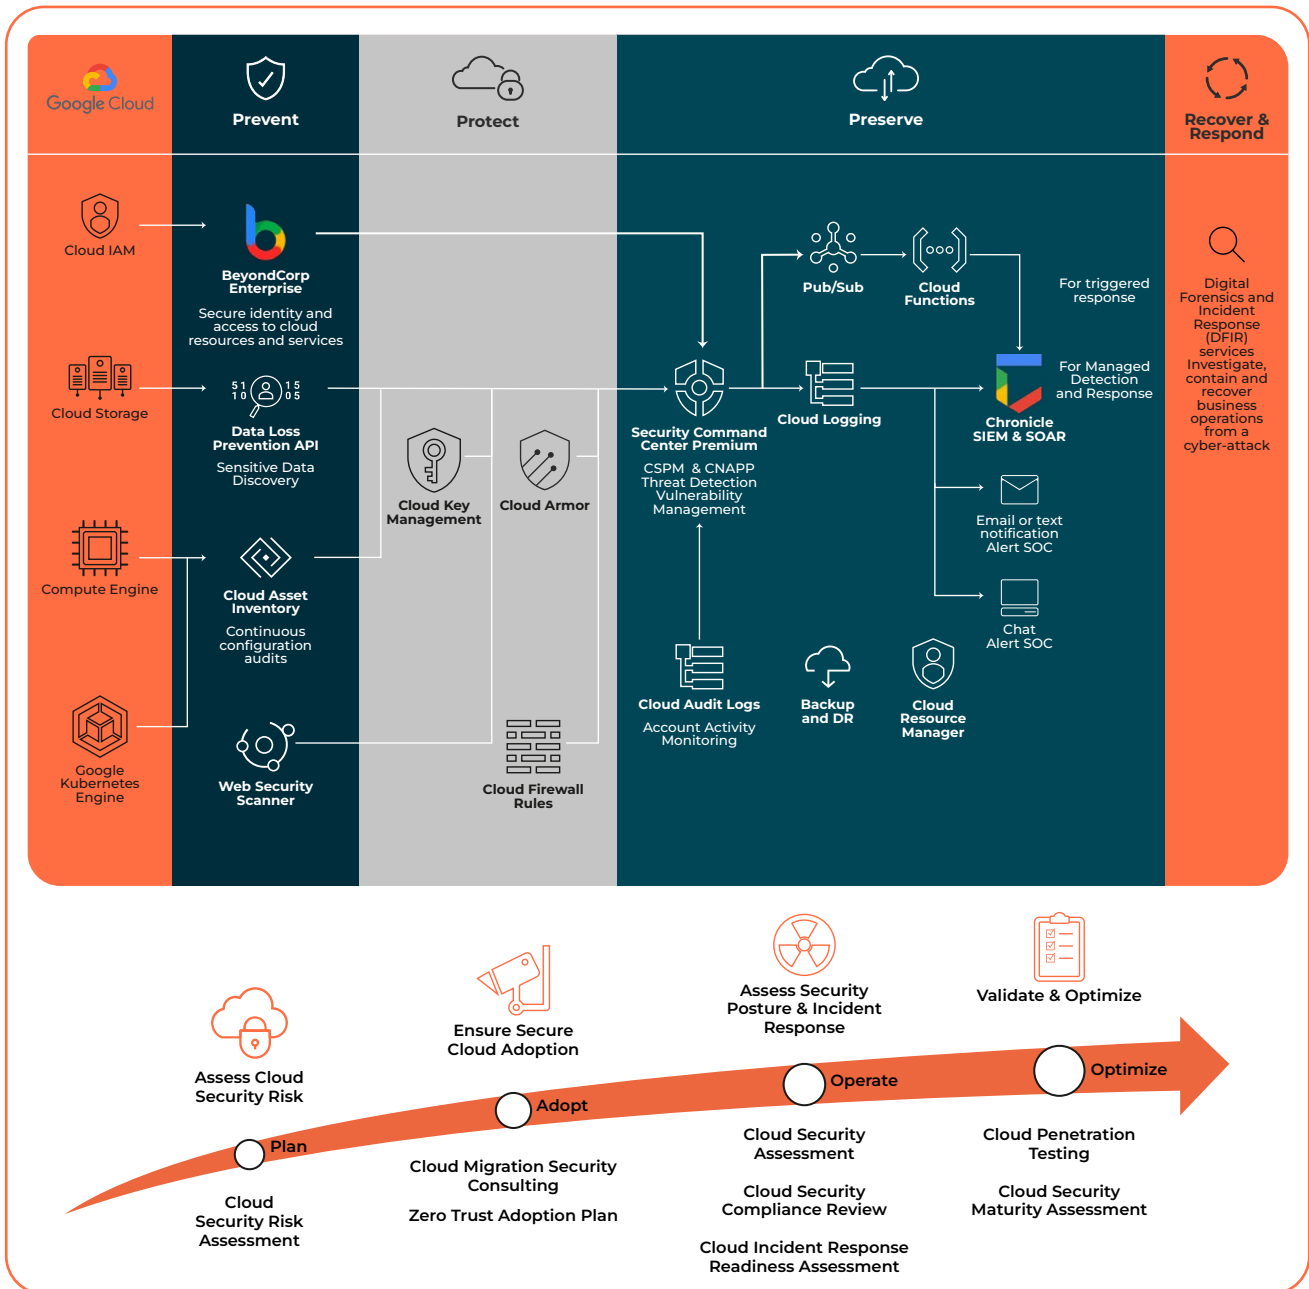 Google Cloud
Prevent
Protect
Preserve
Recover &
Respond
Cloud IAM
BeyondCorp
Enterprise
Secure identity and
access to cloud
resources and services
Pub/Sub
Cloud
Functions
For triggered
response
Digital
Forensics and
Incident
Response
(DFIR)
services
Investigate,
contain and
recover
business
operations
from a
cyber-attack
Cloud Storage
51
10
15
05
Data Loss
Prevention API
Sensitive Data
Discovery
Cloud Key
Management
Cloud Armor
Security Command
Center Premium
CSPM & CNAPP
Threat Detection
Vulnerability
Management
Cloud Logging
For Managed
Detection
and Response
Chronicle
SIEM & SOAR
Email or text
notification
Alert SOC
Chat
Alert SOC
Compute Engine
Cloud Asset
Inventory
Continuous
configuration
audits
Google
Kubernetes
Engine
Web Security
Scanner
Cloud Firewall
Rules
Cloud Audit Logs
Account Activity
Monitoring
Backup
and DR
Cloud
Resource
Manager
Assess Cloud
Security Risk
Plan
Cloud
Security Risk
Assessment
Ensure Secure
Cloud Adoption
Adopt
Cloud Migration Security
Consulting
Zero Trust Adoption Plan
Assess Security
Posture & Incident
Response
Operate
Cloud Security
Assessment
Cloud Security
Compliance Review
Cloud Incident Response
Readiness Assessment
Validate & Optimize
Optimize
Cloud Penetration
Testing
Cloud Security
Maturity Assessment